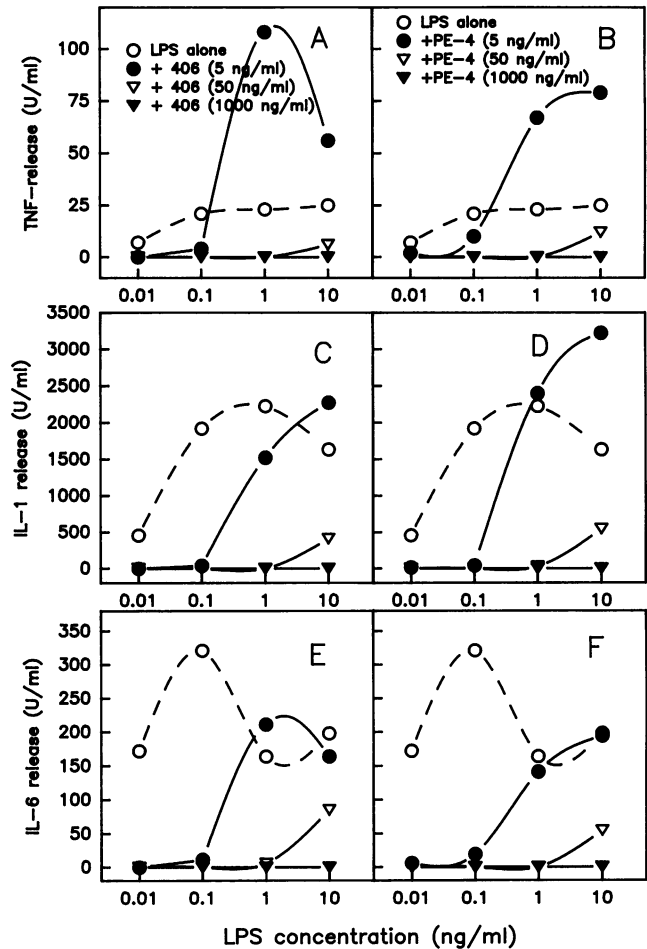 A
LPS alone
+ 406 (5 ng/ml)
+ 406 (50 ng/ml)
+ 406 (1000 ng/ml)
B
+PE-4 (5 ng/ml)
+PE-4 (50 ng/ml)
+PE-4 (1000 ng/ml)
TNF-release (U/ml)
100
75
50
25
0
0.01 0.1 1 10
0.01 0.1 1 10
C
D
IL-1 release (U/ml)
3500
3000
2500
2000
1500
1000
500
0
0.01 0.1 1 10
0.01 0.1 1 10
E
F
IL-6 release (U/ml)
350
300
250
200
150
100
50
0
0.01 0.1 1 10
0.01 0.1 1 10
LPS concentration (ng/ml)